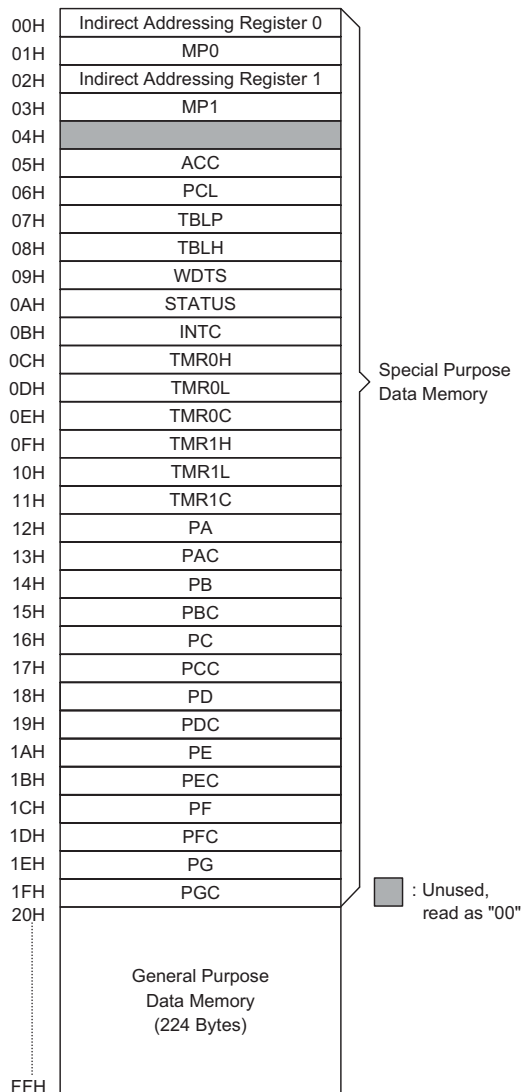 00H Indirect Addressing Register 0
01H MP0
02H Indirect Addressing Register 1
03H MP1
04H
05H ACC
06H PCL
07H TBLP
08H TBLH
09H WDTS
0AH STATUS
0BH INTC
0CH TMR0H
0DH TMR0L
0EH TMR0C
0FH TMR1H
10H TMR1L
11H TMR1C
12H PA
13H PAC
14H PB
15H PBC
16H PC
17H PCC
18H PD
19H PDC
1AH PE
1BH PEC
1CH PF
1DH PFC
1EH PG
1FH PGC
20H
Special Purpose
Data Memory
: Unused,
read as "00"
General Purpose
Data Memory
(224 Bytes)
FFH